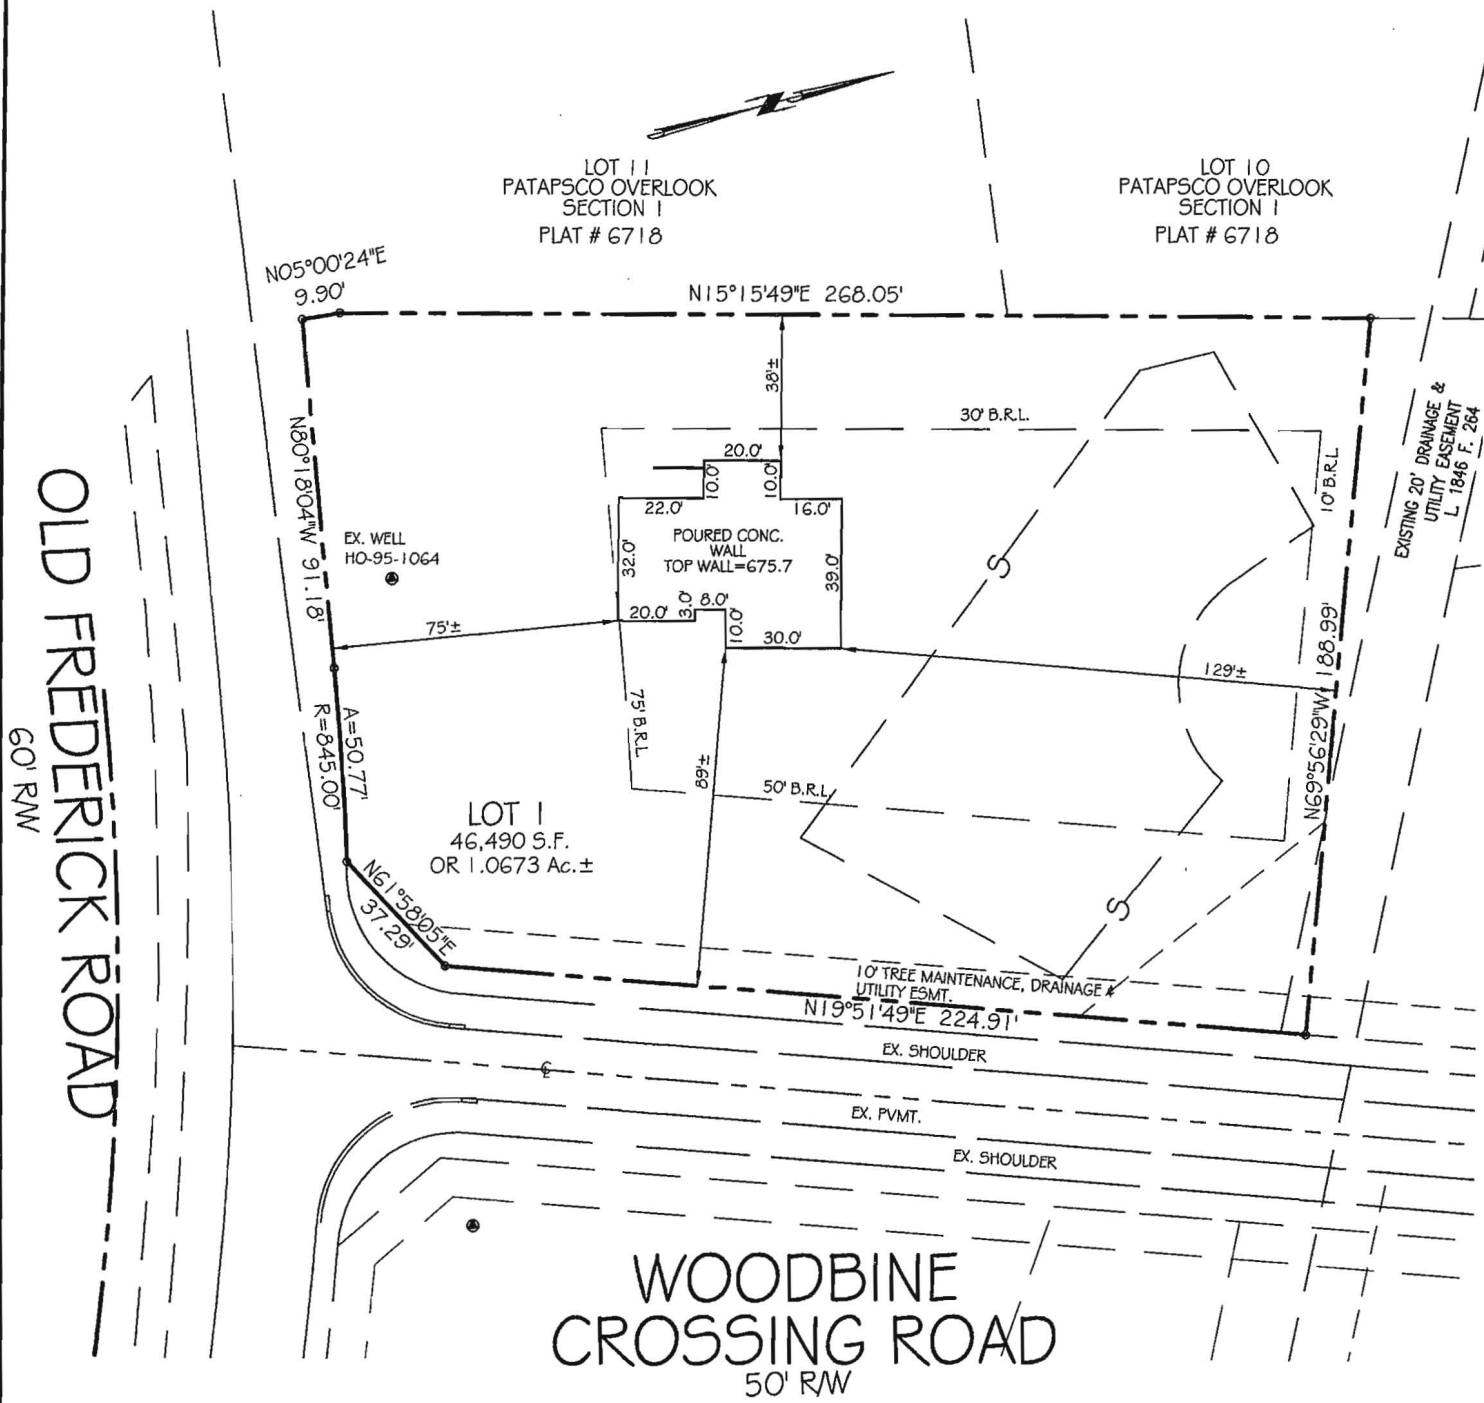 LOT 11
PATAPSCO OVERLOOK
SECTION 1
PLAT # 6718
LOT 10
PATAPSCO OVERLOOK
SECTION 1
PLAT # 6718
N05°00'24"E
9.90'
N15°15'49"E 268.05'
38'±
30' B.R.L.
10' B.R.L.
EXISTING 20' DRAINAGE &
UTILITY EASEMENT
L. 1846 F. 264
20.0'
10.0'
10.0'
22.0'
16.0'
POURED CONC.
WALL
TOP WALL=675.7
32.0'
39.0'
20.0'
3.0'
8.0'
10.0'
30.0'
N80°18'04"W 91.18'
EX. WELL
HO-95-1064
75'±
129'±
S
N69°56'29"W 188.99'
75' B.R.L.
89'±
50' B.R.L.
A=50.77'
R=845.00'
LOT 1
46,490 S.F.
OR 1.0673 Ac.±
N61°58'05"E
37.29'
S
10' TREE MAINTENANCE, DRAINAGE &
UTILITY ESMT.
N19°51'49"E 224.91'
EX. SHOULDER
EX. PVMT.
EX. SHOULDER
OLD FREDERICK ROAD
60' R/W
WOODBINE
CROSSING ROAD
50' R/W